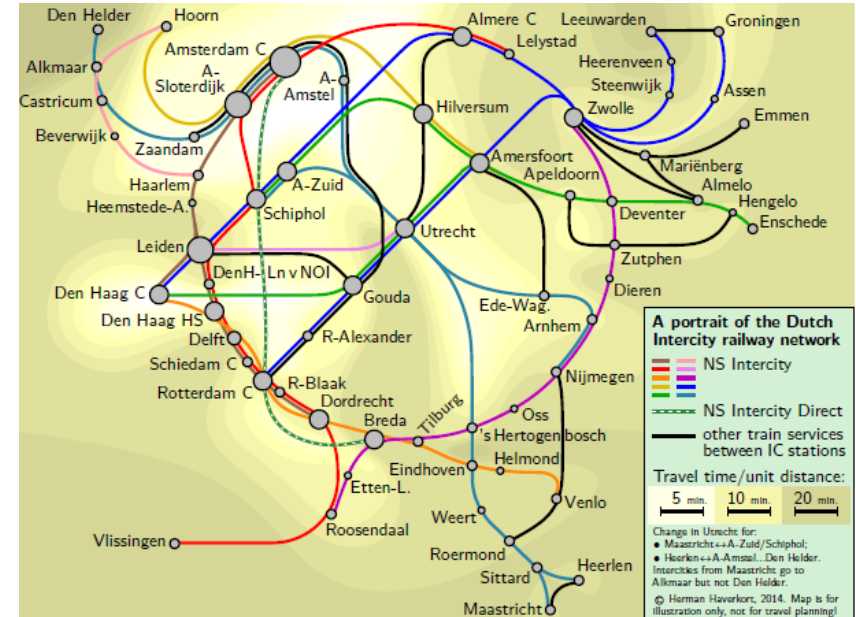 Den Helder
Hoorn
Almere C
Leeuwarden
Groningen
Amsterdam C
Lelystad
Alkmaar
A-
Sloterdijk
A-
Amstel
Heerenveen
Steenwijk
Assen
Castricum
Hilversum
Zwolle
Emmen
Beverwijk
Zaandam
Amersfoort
Mariënberg
Haarlem
A-Zuid
Apeldoorn
Almelo
Heemstede-A.
Schiphol
Deventer
Hengelo
Enschede
Utrecht
Leiden
Zutphen
DenH- Ln v NOI
Den Haag C
Gouda
Dieren
Den Haag HS
Ede-Wag.
Arnhem
Delft
R-Alexander
Schiedam C
Nijmegen
Rotterdam C
R-Blaak
Dordrecht
Oss
Breda
Tilburg
's Hertogenbosch
Eindhoven
Helmond
Etten-L.
Venlo
Roosendaal
Weert
Vlissingen
Roermond
Sittard
Heerlen
Maastricht
A portrait of the Dutch
Intercity railway network
NS Intercity
NS Intercity Direct
other train services
between IC stations
Travel time/unit distance:
5 min. 10 min. 20 min.
Change in Utrecht for:
• Maastricht↔A-Zuid/Schiphol;
• Heerlen↔A-Amstel...Den Helder.
Intercities from Maastricht go to
Alkmaar but not Den Helder.
© Herman Haverkort, 2014. Map is for
illustration only, not for travel planning!